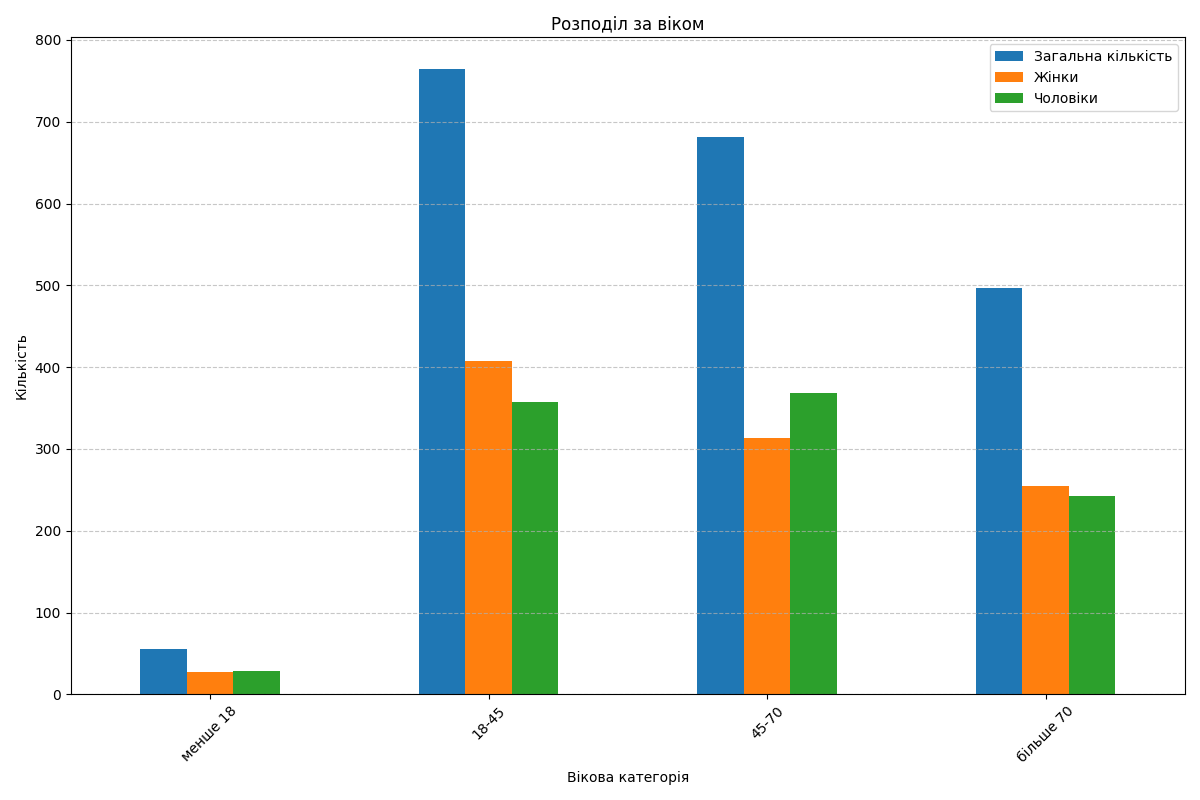 Розподіл за віком
Загальна кількість
Жінки
Чоловіки
Кількість
800
700
600
500
400
300
200
100
0
менше 18
18-45
45-70
більше 70
Вікова категорія